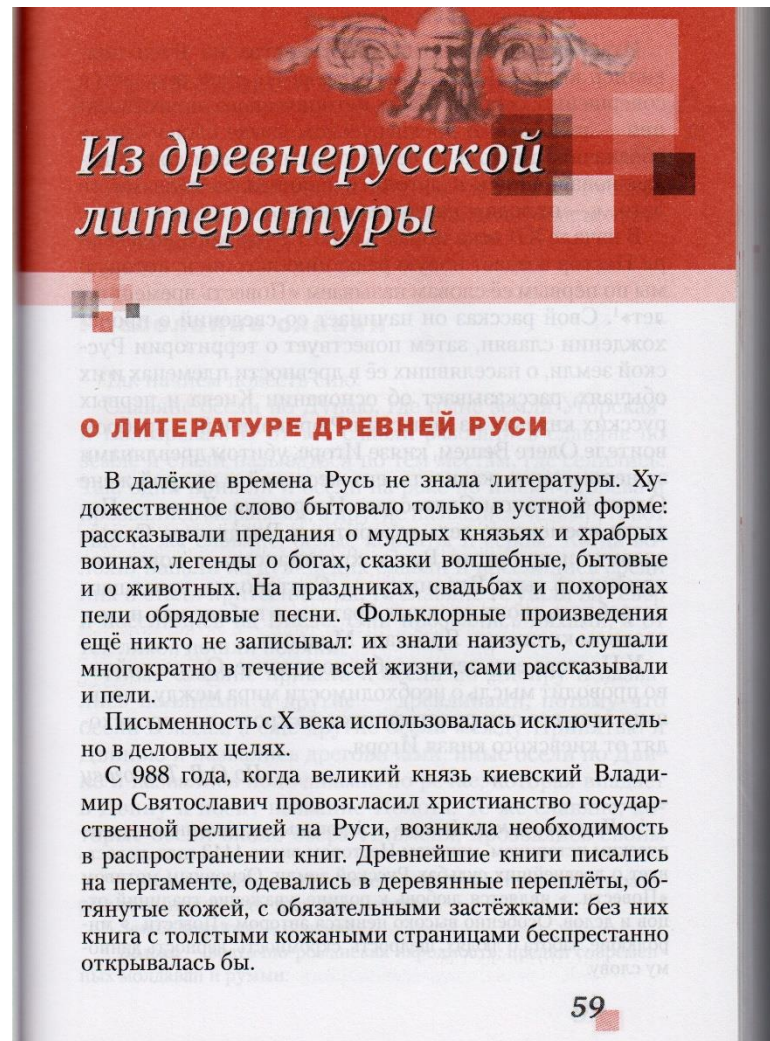 Из древнерусской
литературы
О ЛИТЕРАТУРЕ ДРЕВНЕЙ РУСИ
В далёкие времена Русь не знала литературы. Ху-
дожественное слово бытовало только в устной форме:
рассказывали предания о мудрых князьях и храбрых
воинах, легенды о богах, сказки волшебные, бытовые
и о животных. На праздниках, свадьбах и похоронах
пели обрядовые песни. Фольклорные произведения
ещё никто не записывал: их знали наизусть, слушали
многократно в течение всей жизни, сами рассказывали
и пели.
Письменность с X века использовалась исключитель-
но в деловых целях.
С 988 года, когда великий князь киевский Влади-
мир Святославич провозгласил христианство государ-
ственной религией на Руси, возникла необходимость
в распространении книг. Древнейшие книги писались
на пергаменте, одевались в деревянные переплёты, об-
тянутые кожей, с обязательными застёжками: без них
книга с толстыми кожаными страницами беспрестанно
открывалась бы.
59